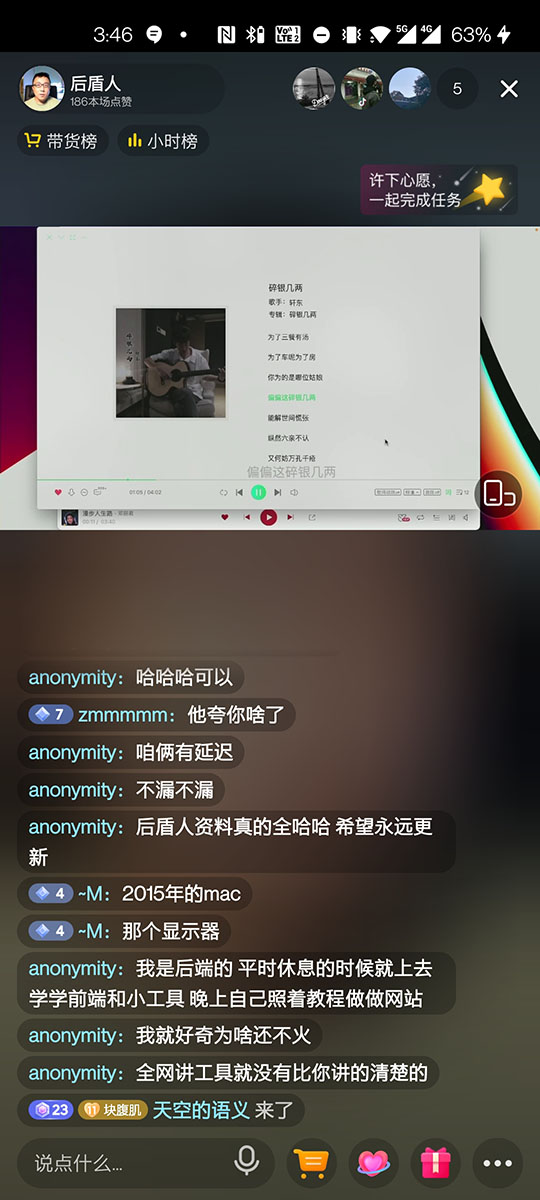 3:46
5G 4G 63%
后盾人
186本场点赞
5
带货榜 小时榜
许下心愿，
一起完成任务
碎银几两
歌手：轩东
专辑：碎银几两
为了三餐有汤
为了车呢为了房
你为的是哪位姑娘
偏偏这碎银几两
能解世间慌张
纵然六亲不认
又何妨万孔千疮
偏偏这碎银几两
01:05 / 04:02
漫步人生路
anonymity：哈哈哈可以
7 zmmmmm：他夸你啥了
anonymity：咱俩有延迟
anonymity：不漏不漏
anonymity：后盾人资料真的全哈哈 希望永远更
新
4 ~M：2015年的mac
4 ~M：那个显示器
anonymity：我是后端的 平时休息的时候就上去
学学前端和小工具 晚上自己照着教程做做网站
anonymity：我就好奇为啥还不火
anonymity：全网讲工具就没有比你讲的清楚的
23 块腹肌 天空的语义 来了
说点什么...